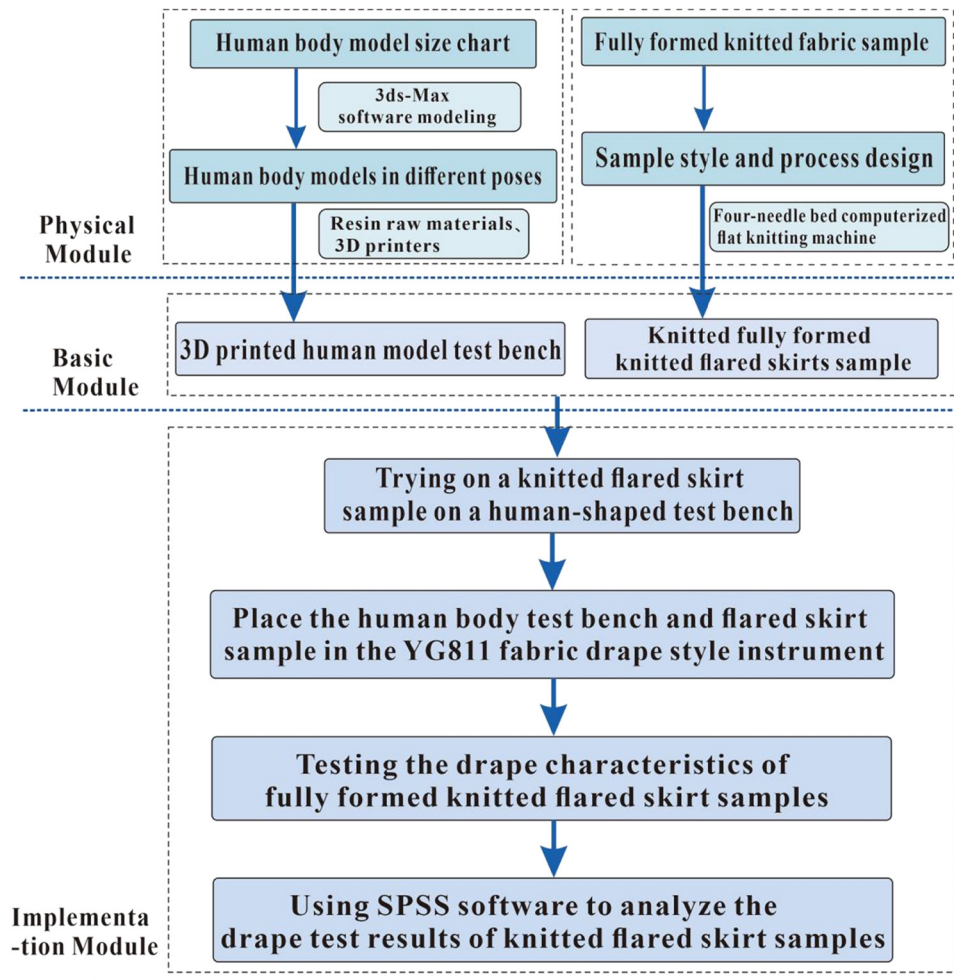 Human body model size chart
3ds-Max
software modeling
Human body models in different poses
Resin raw materials、
3D printers
Fully formed knitted fabric sample
Sample style and process design
Four-needle bed computerized
flat knitting machine
Physical
Module
3D printed human model test bench
Knitted fully formed
knitted flared skirts sample
Basic
Module
Trying on a knitted flared skirt
sample on a human-shaped test bench
Place the human body test bench and flared skirt
sample in the YG811 fabric drape style instrument
Testing the drape characteristics of
fully formed knitted flared skirt samples
Using SPSS software to analyze the
drape test results of knitted flared skirt samples
Implementa
-tion Module